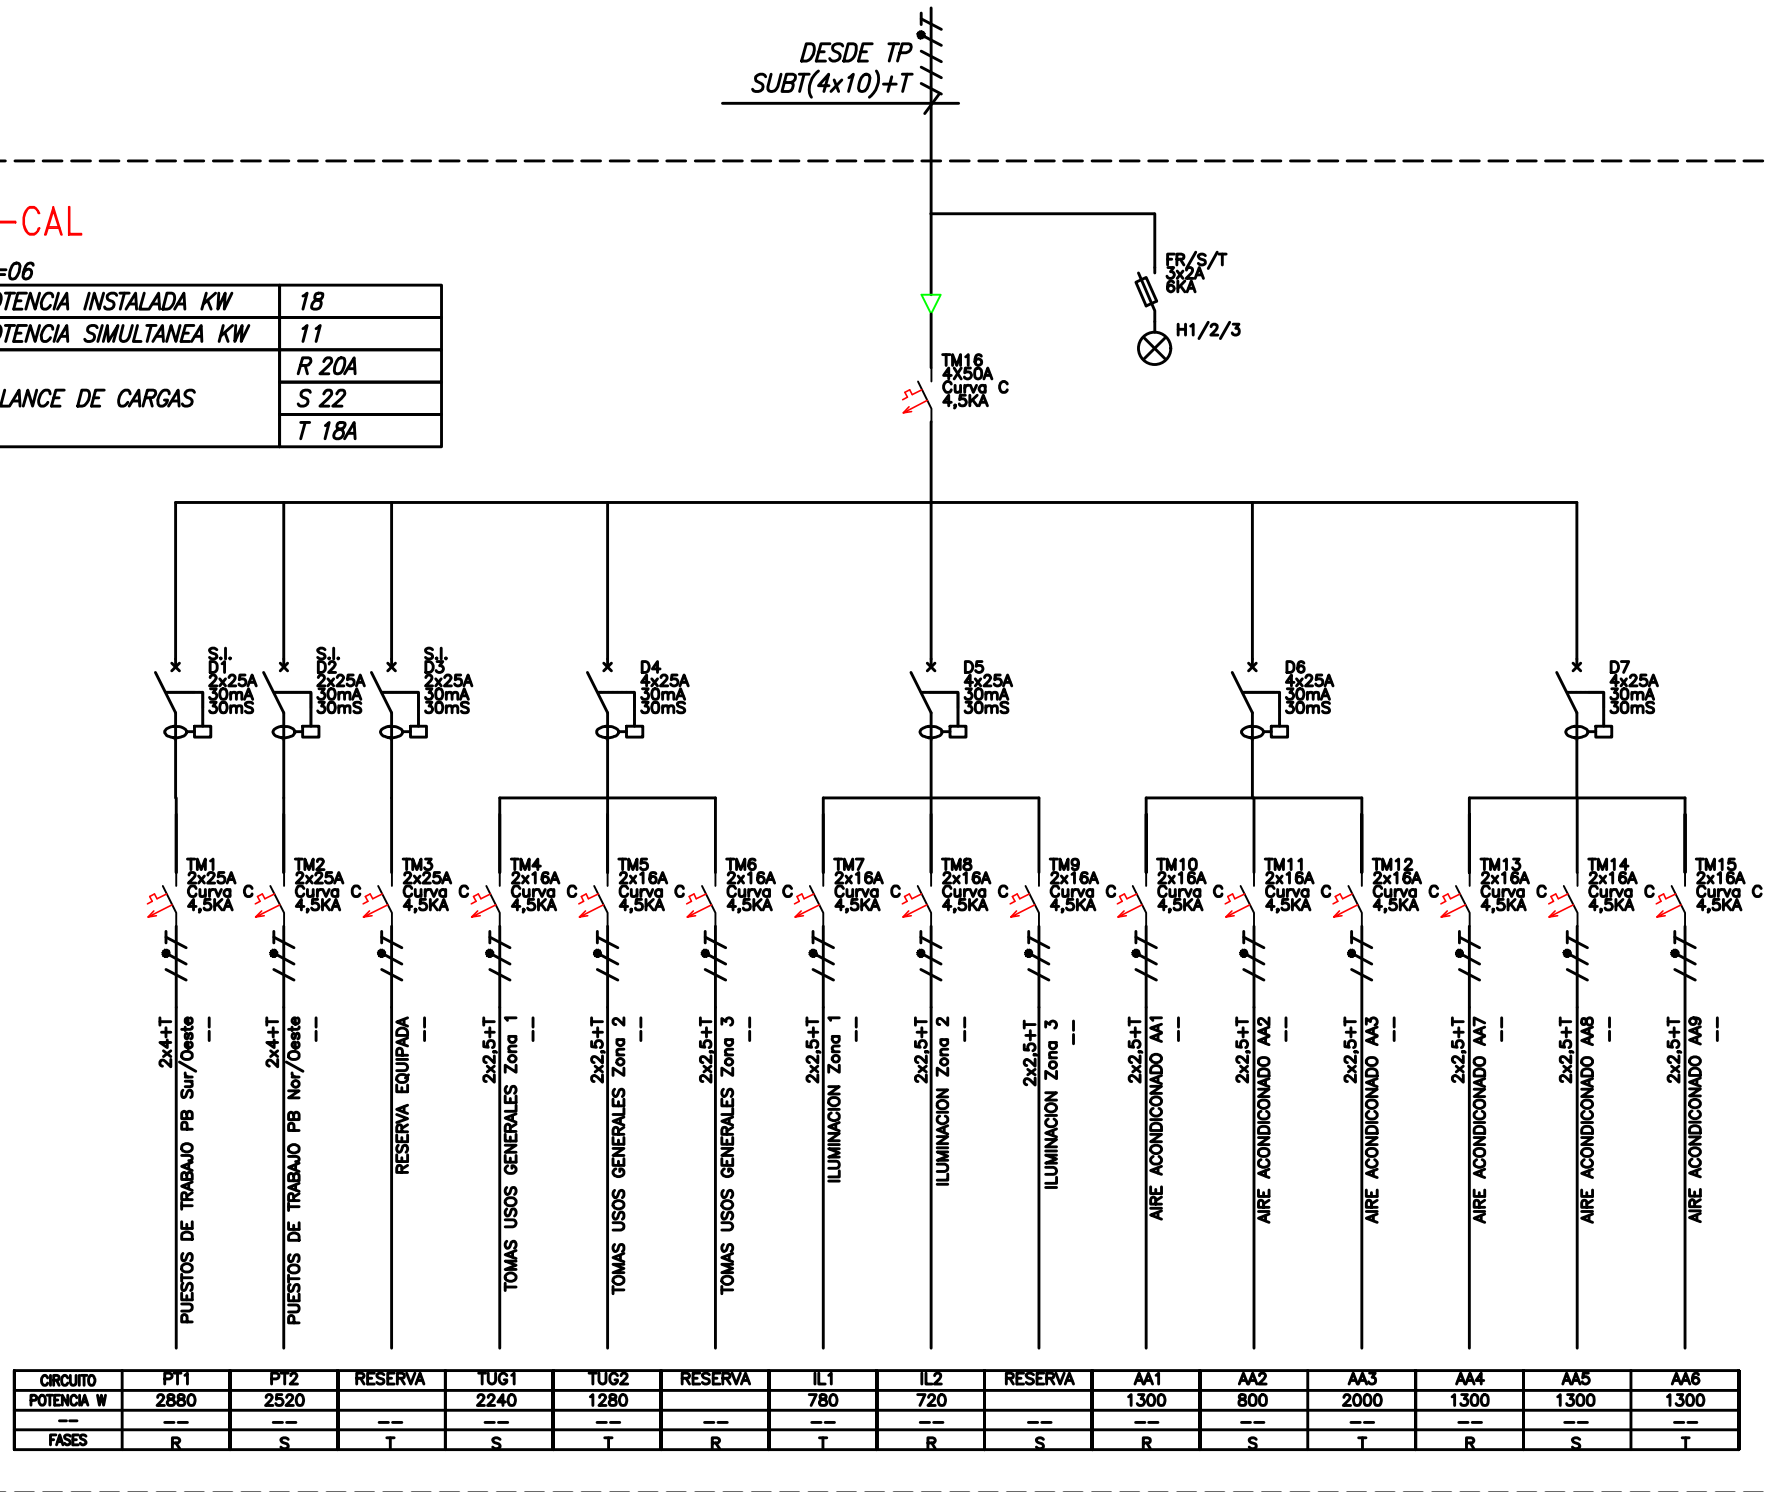 DESDE TP
SUBT(4x10)+T
-CAL
=06
OTENCIA INSTALADA KW 18
OTENCIA SIMULTANEA KW 11
LANCE DE CARGAS
R 20A
S 22
T 18A
FR/S/T
3x2A
6KA
H1/2/3
TM16
4X50A
Curva C
4,5KA
S.I.
D1
2x25A
30mA
30mS
S.I.
D2
2x25A
30mA
30mS
S.I.
D3
2x25A
30mA
30mS
D4
4x25A
30mA
30mS
D5
4x25A
30mA
30mS
D6
4x25A
30mA
30mS
D7
4x25A
30mA
30mS
TM1
2x25A
Curva C
4,5KA
TM2
2x25A
Curva C
4,5KA
TM3
2x25A
Curva C
4,5KA
TM4
2x16A
Curva C
4,5KA
TM5
2x16A
Curva C
4,5KA
TM6
2x16A
Curva C
4,5KA
TM7
2x16A
Curva C
4,5KA
TM8
2x16A
Curva C
4,5KA
TM9
2x16A
Curva C
4,5KA
TM10
2x16A
Curva C
4,5KA
TM11
2x16A
Curva C
4,5KA
TM12
2x16A
Curva C
4,5KA
TM13
2x16A
Curva C
4,5KA
TM14
2x16A
Curva C
4,5KA
TM15
2x16A
Curva C
4,5KA
2x4+T
PUESTOS DE TRABAJO PB Sur/Oeste
--
2x4+T
PUESTOS DE TRABAJO PB Nor/Oeste
--
RESERVA EQUIPADA
--
2x2,5+T
TOMAS USOS GENERALES Zona 1
--
2x2,5+T
TOMAS USOS GENERALES Zona 2
--
2x2,5+T
TOMAS USOS GENERALES Zona 3
--
2x2,5+T
ILUMINACION Zona 1
--
2x2,5+T
ILUMINACION Zona 2
--
2x2,5+T
ILUMINACION Zona 3
--
2x2,5+T
AIRE ACONDICONADO AA1
--
2x2,5+T
AIRE ACONDICONADO AA2
--
2x2,5+T
AIRE ACONDICONADO AA3
--
2x2,5+T
AIRE ACONDICONADO AA7
--
2x2,5+T
AIRE ACONDICONADO AA8
--
2x2,5+T
AIRE ACONDICONADO AA9
--
CIRCUITO PT1 PT2 RESERVA TUG1 TUG2 RESERVA IL1 IL2 RESERVA AA1 AA2 AA3 AA4 AA5 AA6
POTENCIA W 2880 2520 2240 1280 780 720 1300 800 2000 1300 1300 1300
-- -- -- -- -- -- -- -- -- -- -- -- -- -- -- --
FASES R S T S T R T R S R S T R S T